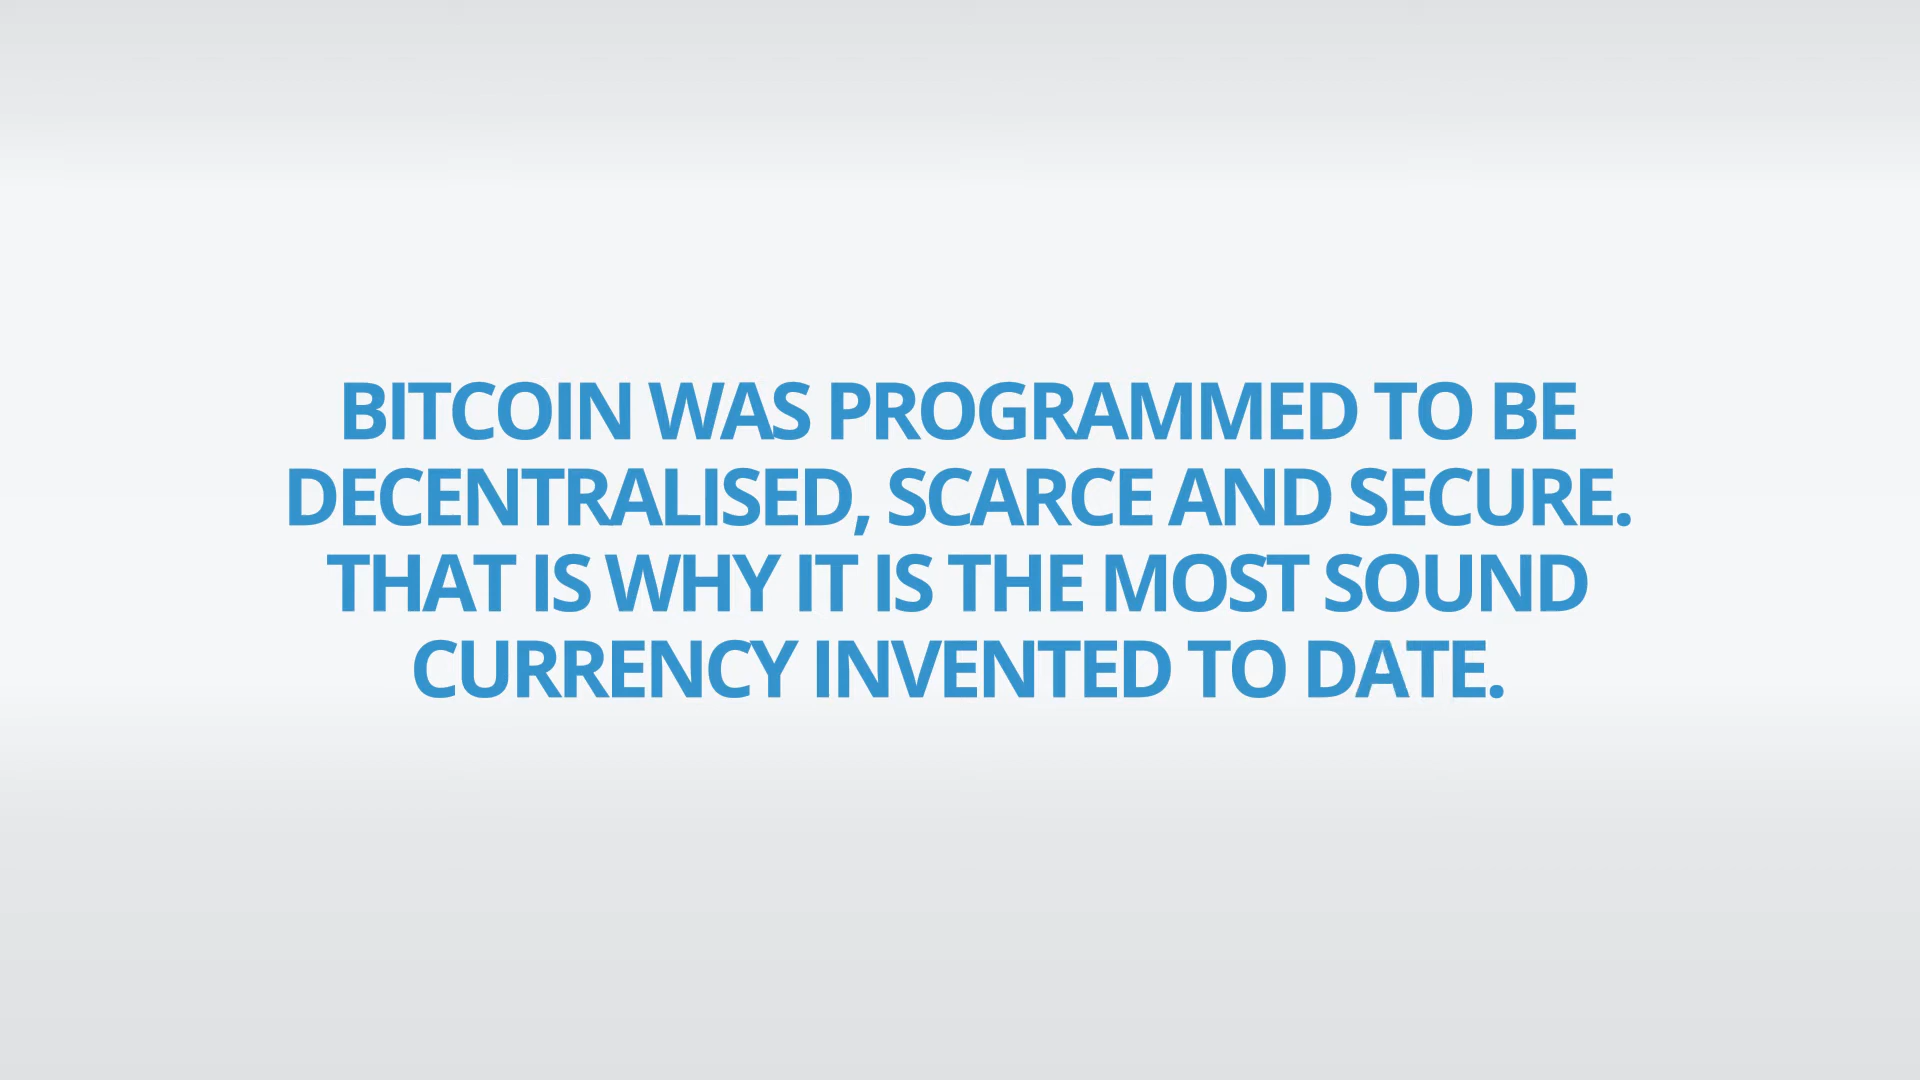 BITCOIN WAS PROGRAMMED TO BE
DECENTRALISED, SCARCE AND SECURE.
THAT IS WHY IT IS THE MOST SOUND
CURRENCY INVENTED TO DATE.